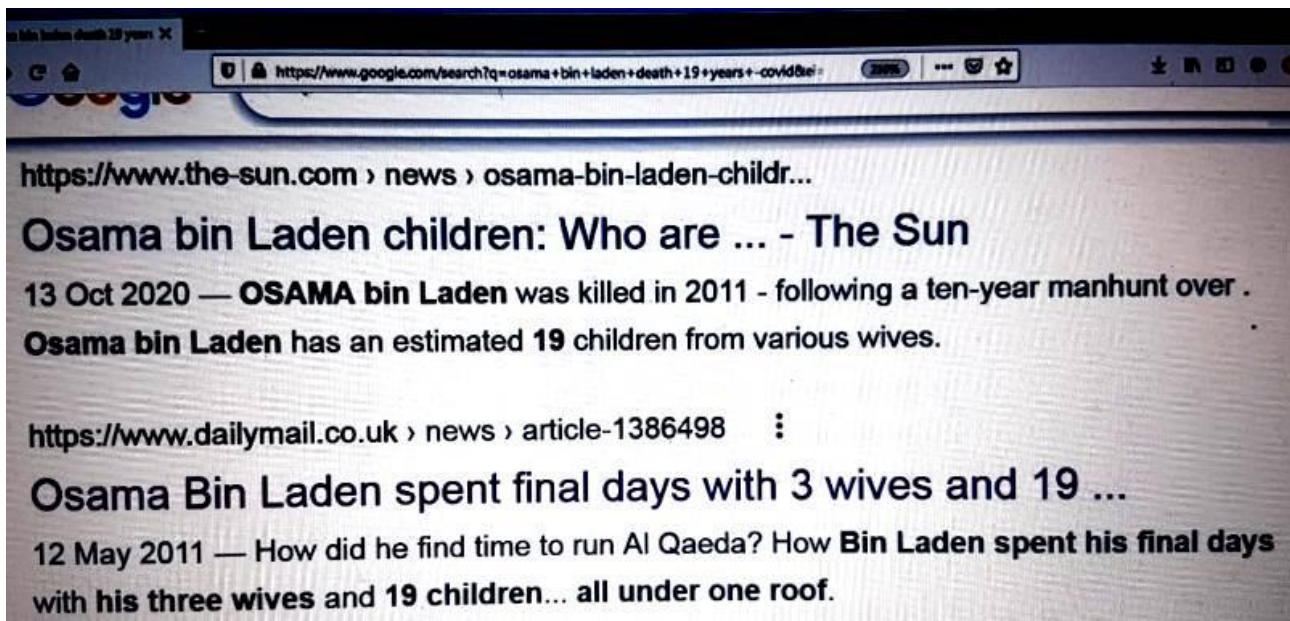 https://www.google.com/search?q=osama+bin+laden+death+19+years+-covid&ei=
Google
https://www.the-sun.com › news › osama-bin-laden-childr...
Osama bin Laden children: Who are ... - The Sun
13 Oct 2020 — OSAMA bin Laden was killed in 2011 - following a ten-year manhunt over .
Osama bin Laden has an estimated 19 children from various wives.
https://www.dailymail.co.uk › news › article-1386498
Osama Bin Laden spent final days with 3 wives and 19 ...
12 May 2011 — How did he find time to run Al Qaeda? How Bin Laden spent his final days
with his three wives and 19 children... all under one roof.